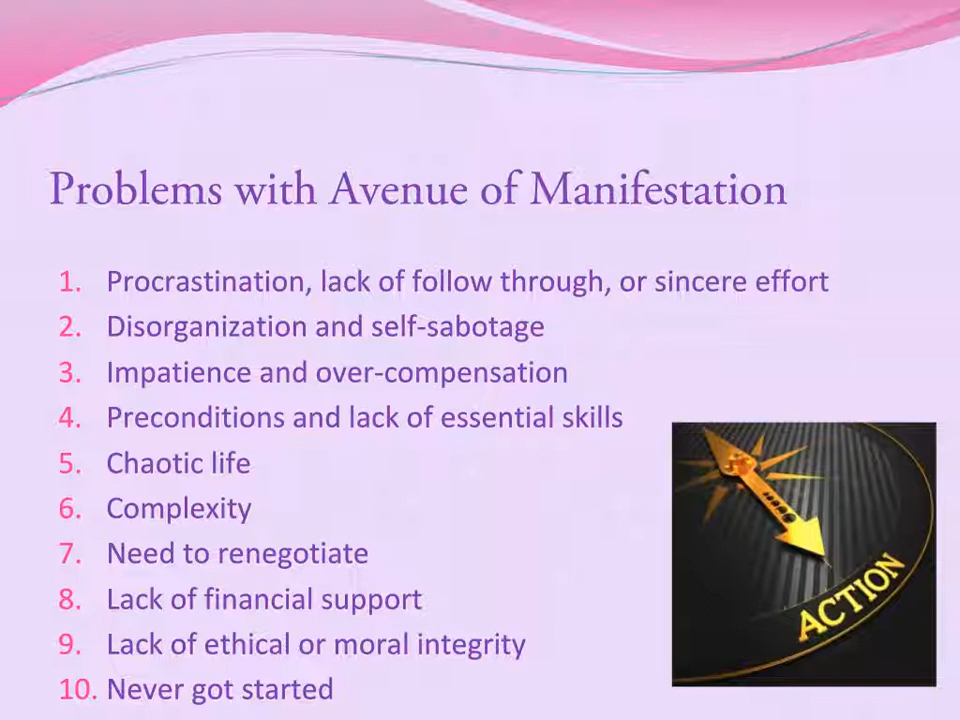 Problems with Avenue of Manifestation
1. Procrastination, lack of follow through, or sincere effort
2. Disorganization and self-sabotage
3. Impatience and over-compensation
4. Preconditions and lack of essential skills
5. Chaotic life
6. Complexity
7. Need to renegotiate
8. Lack of financial support
9. Lack of ethical or moral integrity
10. Never got started
ACTION